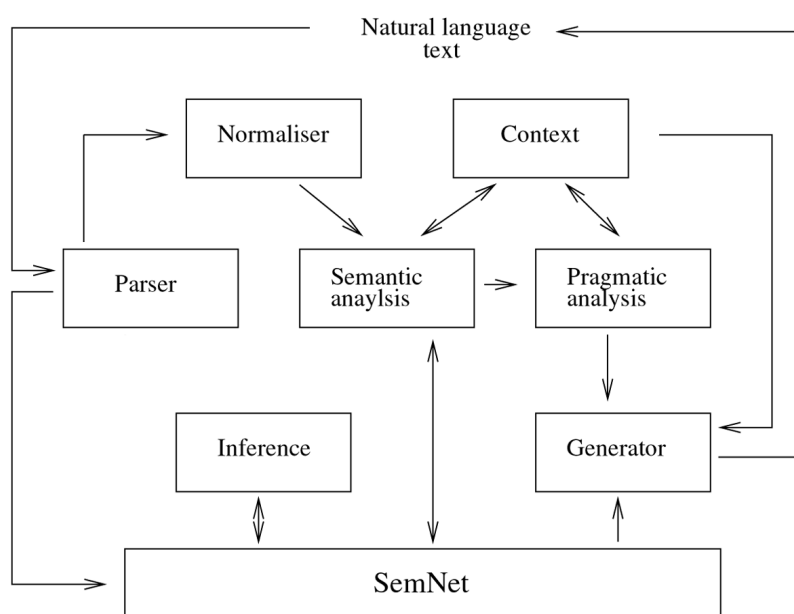 Natural language
text
Normaliser
Context
Parser
Semantic
anaylsis
Pragmatic
analysis
Inference
Generator
SemNet